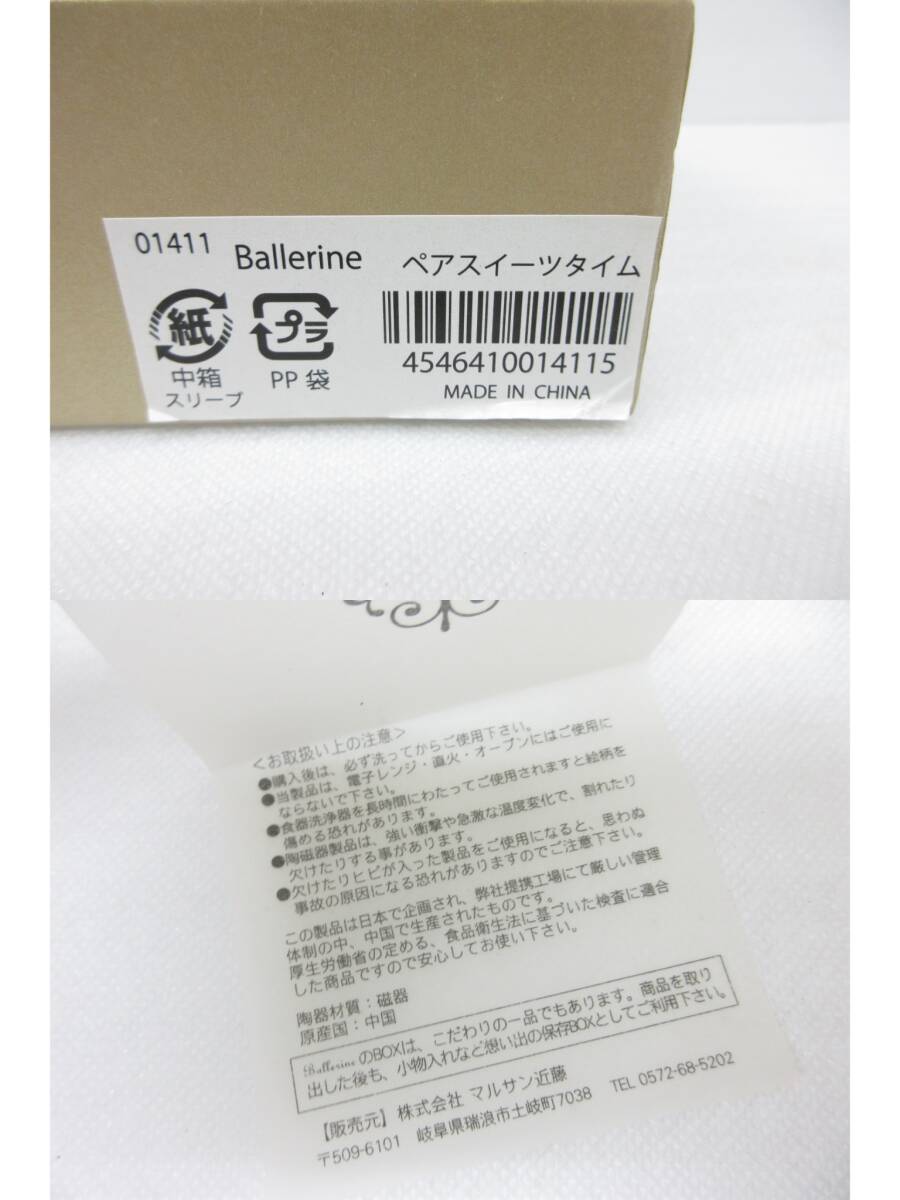 01411
Ballerine
ペアスイーツタイム
紙
プラ
中箱
スリーブ
PP 袋
4546410014115
MADE IN CHINA
＜お取扱い上の注意＞
●購入後は、必ず洗ってからご使用下さい。
●当製品は、電子レンジ・直火・オーブンにはご使用に
ならないで下さい。
●食器洗浄器を長時間にわたってご使用されますと絵柄を
傷める恐れがあります。
●陶磁器製品は、強い衝撃や急激な温度変化で、割れたり
欠けたりする事があります。
●欠けたりヒビが入った製品をご使用になると、思わぬ
事故の原因になる恐れがありますのでご注意下さい。
この製品は日本で企画され、弊社提携工場にて厳しい管理
体制の中、中国で生産されたものです。
厚生労働省の定める、食品衛生法に基づいた検査に適合
した商品ですので安心してお使い下さい。
陶器材質：磁器
原産国：中国
BallerineのBOXは、こだわりの一品でもあります。商品を取り
出した後も、小物入れなど想い出の保存BOXとしてご利用下さい。
【販売元】株式会社 マルサン近藤
〒509-6101 岐阜県瑞浪市土岐町7038 TEL 0572-68-5202